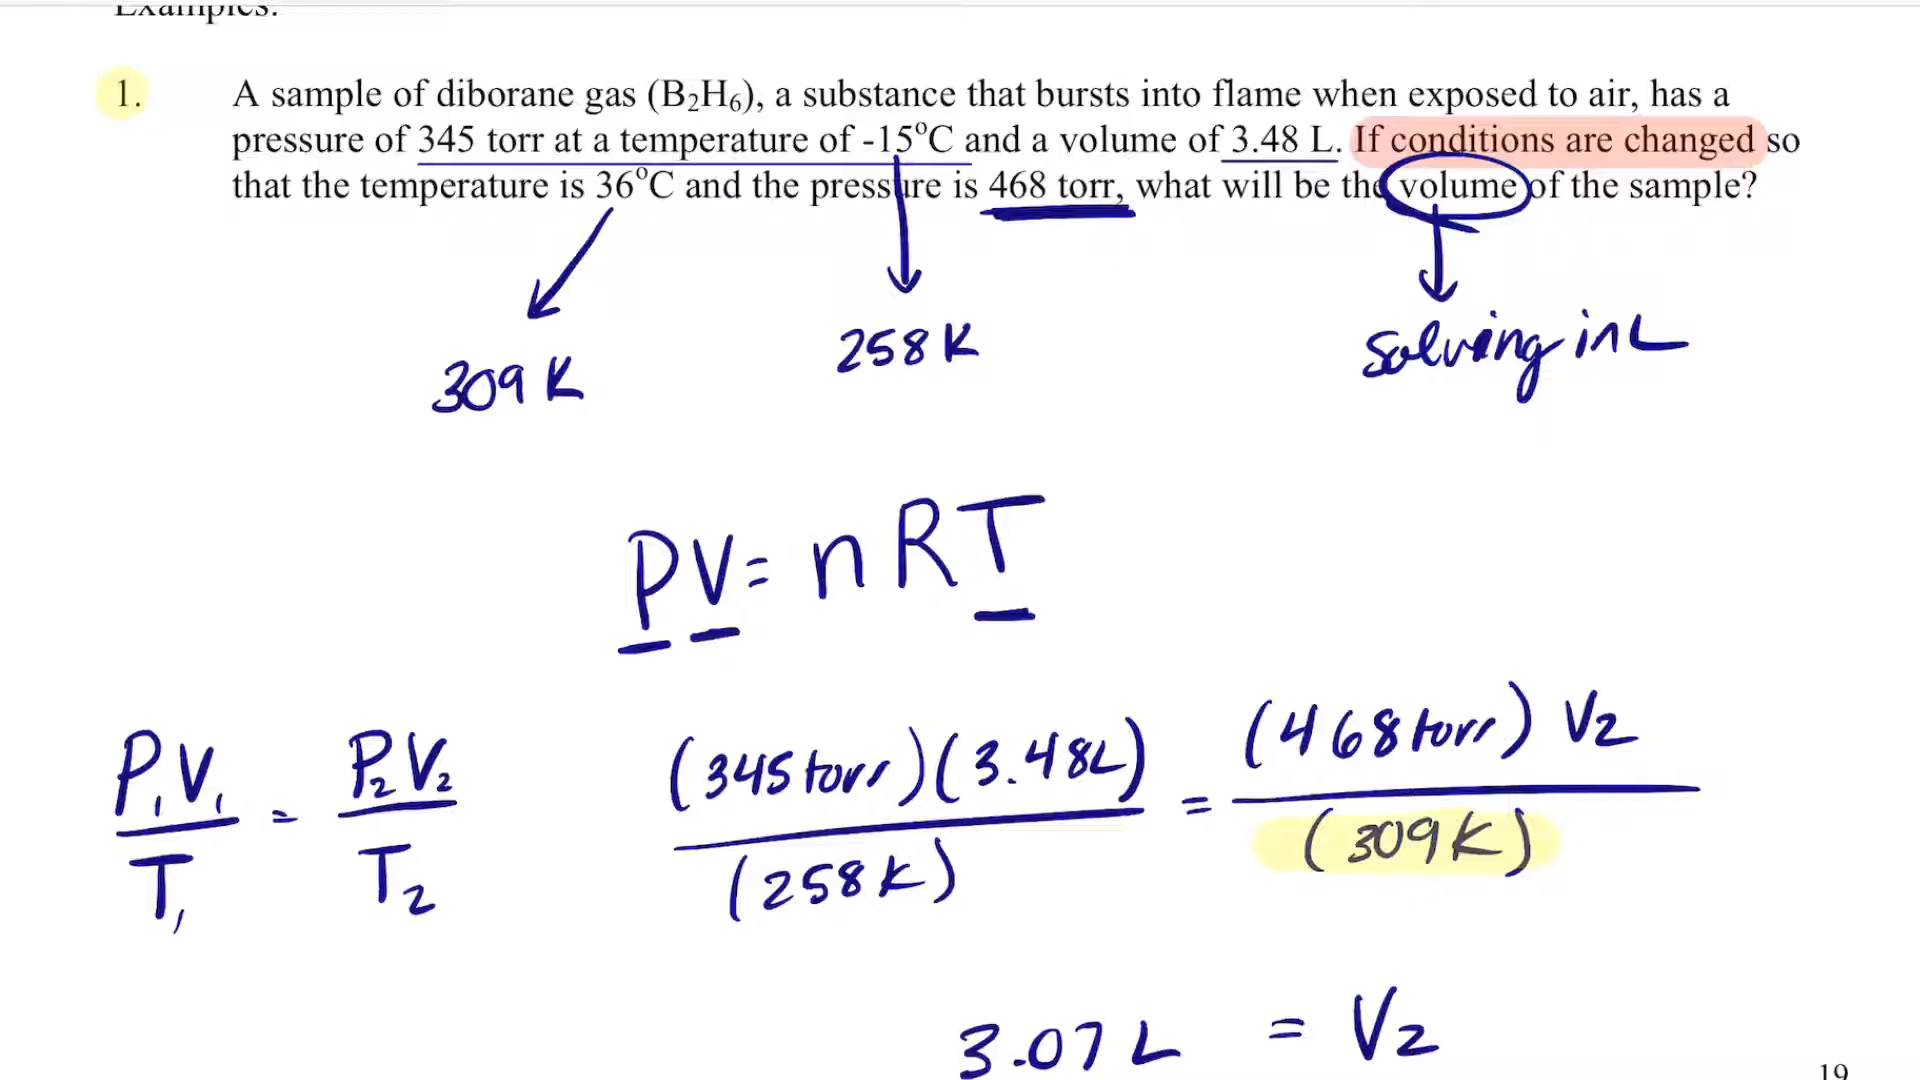 Examples:
1. A sample of diborane gas (B₂H₆), a substance that bursts into flame when exposed to air, has a
pressure of 345 torr at a temperature of -15°C and a volume of 3.48 L. If conditions are changed so
that the temperature is 36°C and the pressure is 468 torr, what will be the volume of the sample?
309 K
258 K
solving in L
PV = nRT
P₁V₁/T₁ = P₂V₂/T₂
(345 torr)(3.48L)/(258K) = (468 torr) V₂/(309K)
3.07 L = V₂
19